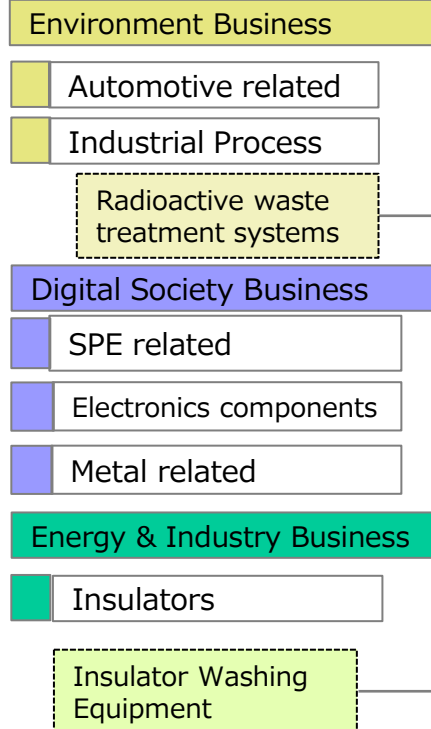 Environment Business
Automotive related
Industrial Process
Radioactive waste
treatment systems
Digital Society Business
SPE related
Electronics components
Metal related
Energy & Industry Business
Insulators
Insulator Washing
Equipment